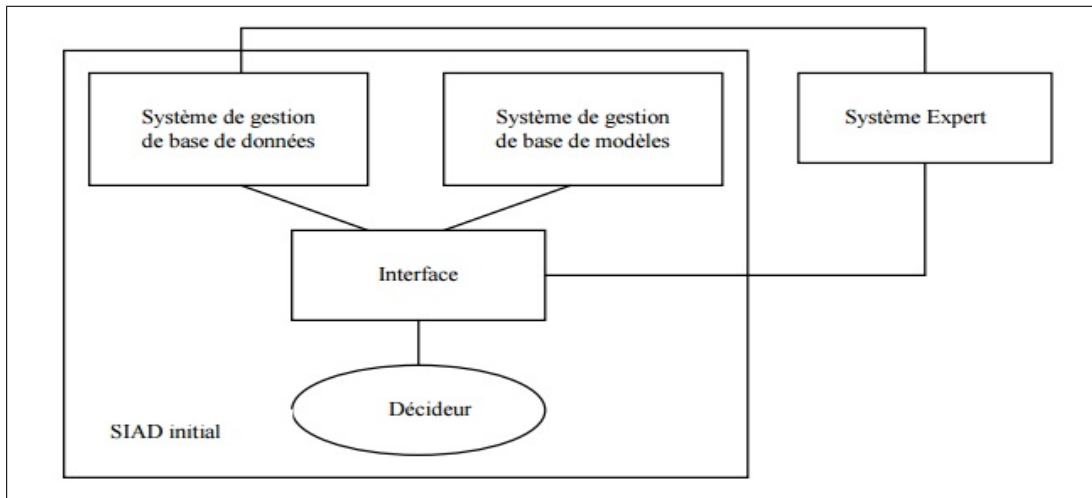 Système de gestion
de base de données
Système de gestion
de base de modèles
Système Expert
Interface
Décideur
SIAD initial